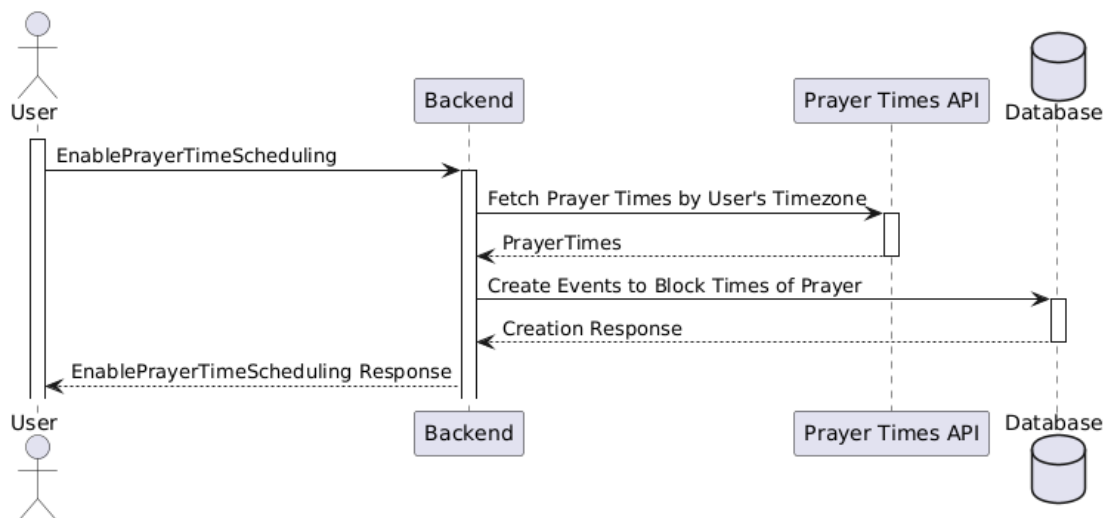 User
Backend
Prayer Times API
Database
EnablePrayerTimeScheduling
Fetch Prayer Times by User's Timezone
PrayerTimes
Create Events to Block Times of Prayer
Creation Response
EnablePrayerTimeScheduling Response
User
Backend
Prayer Times API
Database